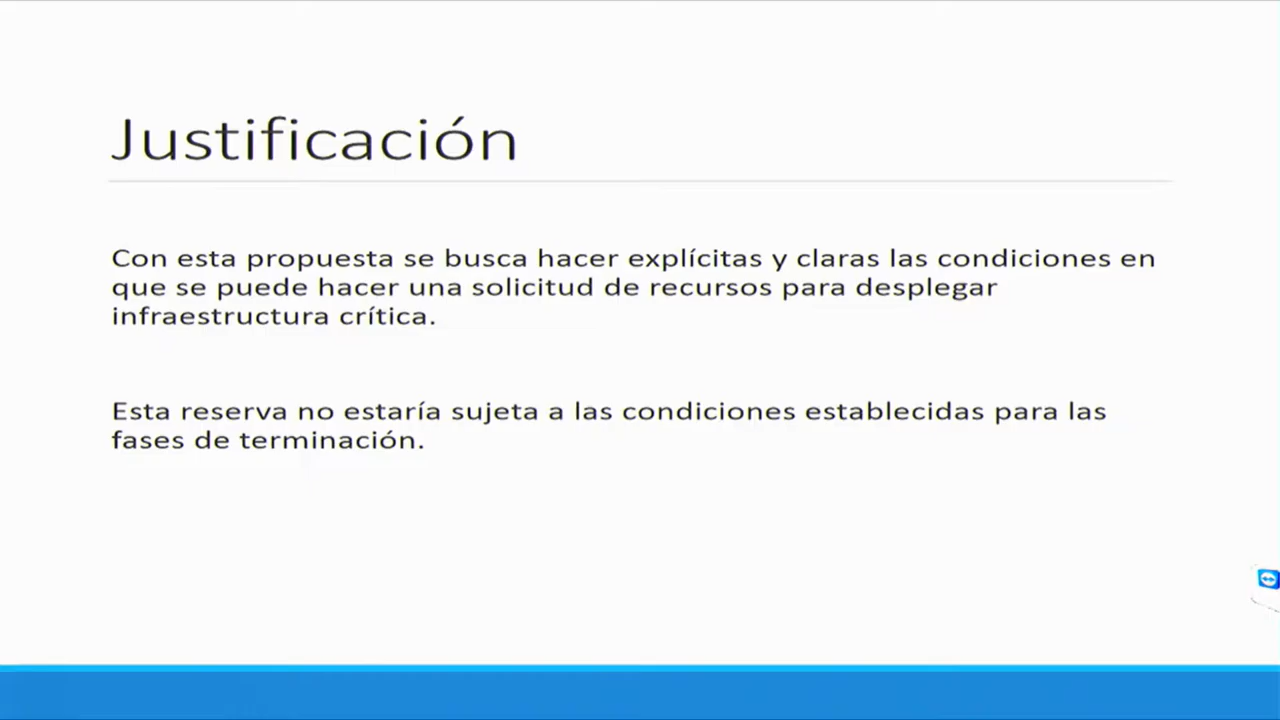 Justificación
Con esta propuesta se busca hacer explícitas y claras las condiciones en
que se puede hacer una solicitud de recursos para desplegar
infraestructura crítica.
Esta reserva no estaría sujeta a las condiciones establecidas para las
fases de terminación.